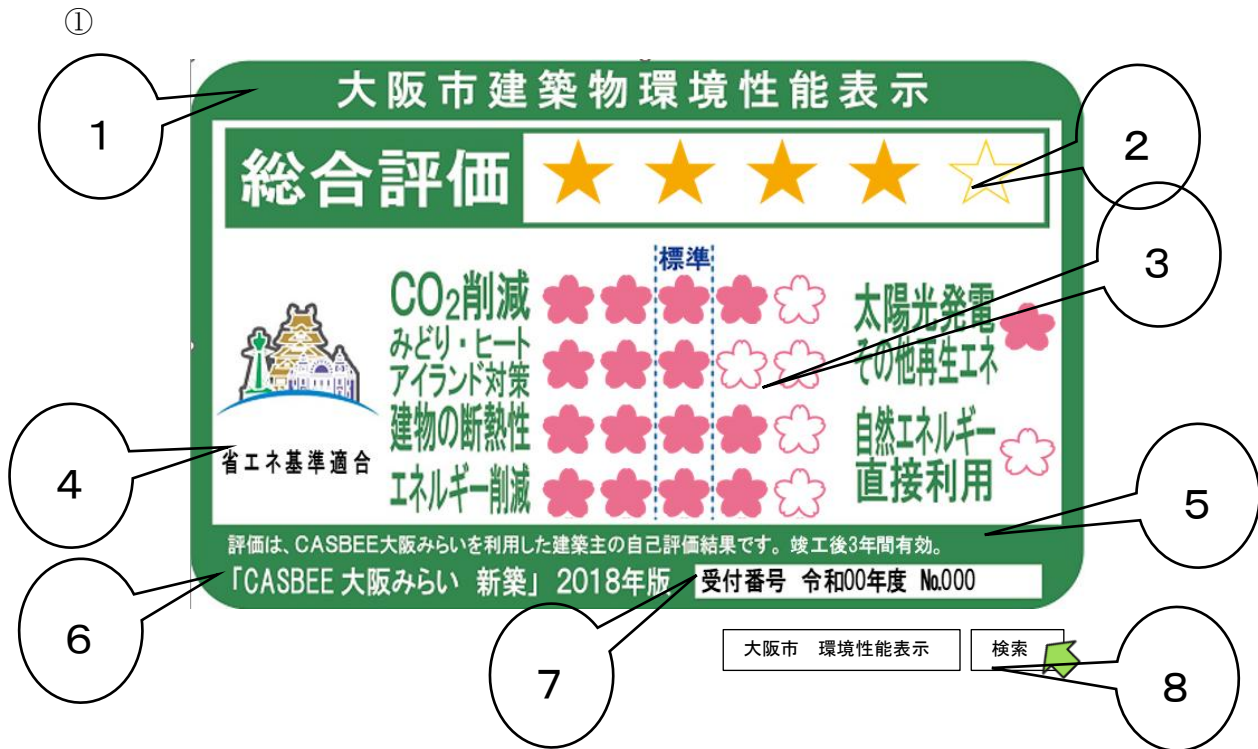 ①
大阪市建築物環境性能表示
1
総合評価
2
標準
3
CO₂削減
みどり・ヒート
アイランド対策
建物の断熱性
エネルギー削減
太陽光発電
その他再生エネ
自然エネルギー
直接利用
4
省エネ基準適合
5
評価は、CASBEE大阪みらいを利用した建築主の自己評価結果です。竣工後3年間有効。
「CASBEE 大阪みらい 新築」 2018年版
受付番号 令和00年度 №000
6
7
大阪市 環境性能表示
検索
8